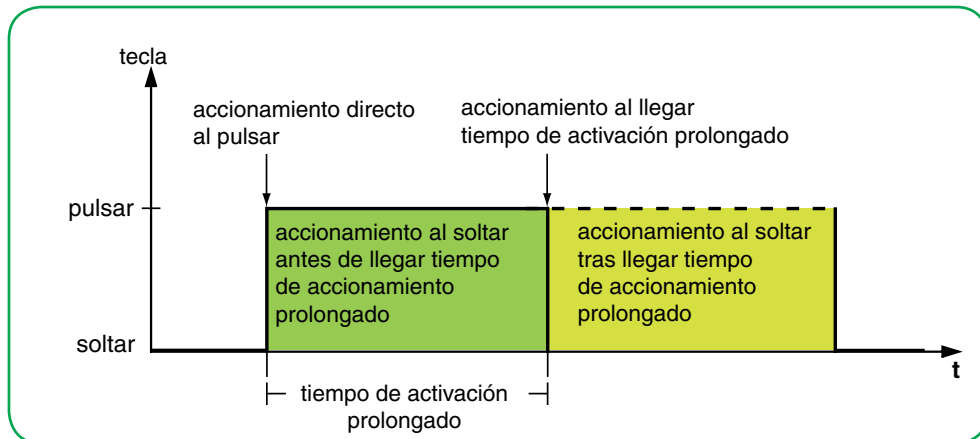 tecla
accionamiento directo
al pulsar
accionamiento al llegar
tiempo de activación prolongado
pulsar
accionamiento al soltar
antes de llegar tiempo
de accionamiento
prolongado
accionamiento al soltar
tras llegar tiempo
de accionamiento
prolongado
soltar
t
tiempo de activación
prolongado